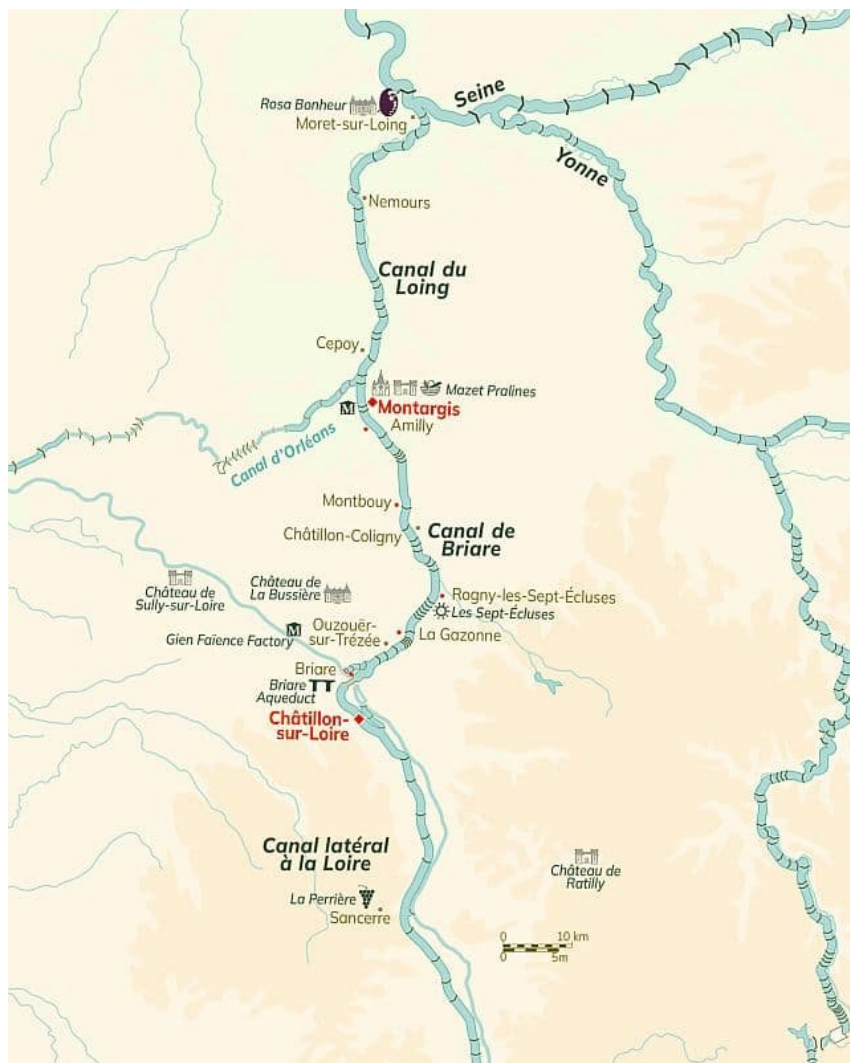 Seine
Rosa Bonheur
Moret-sur-Loing
Yonne
Nemours
Canal du
Loing
Cepoy
Mazet Pralines
M
Montargis
Amilly
Canal d'Orléans
Montbouy
Châtillon-Coligny
Canal de
Briare
Château de
Sully-sur-Loire
Château de
La Bussière
Rogny-les-Sept-Écluses
Les Sept-Écluses
M
Gien Faïence Factory
Ouzouër-
sur-Trézée
La Gazonne
Briare
Briare
Aqueduct
Châtillon-
sur-Loire
Canal latéral
à la Loire
Château de
Ratilly
La Perrière
Sancerre
0 10 km
0 5m